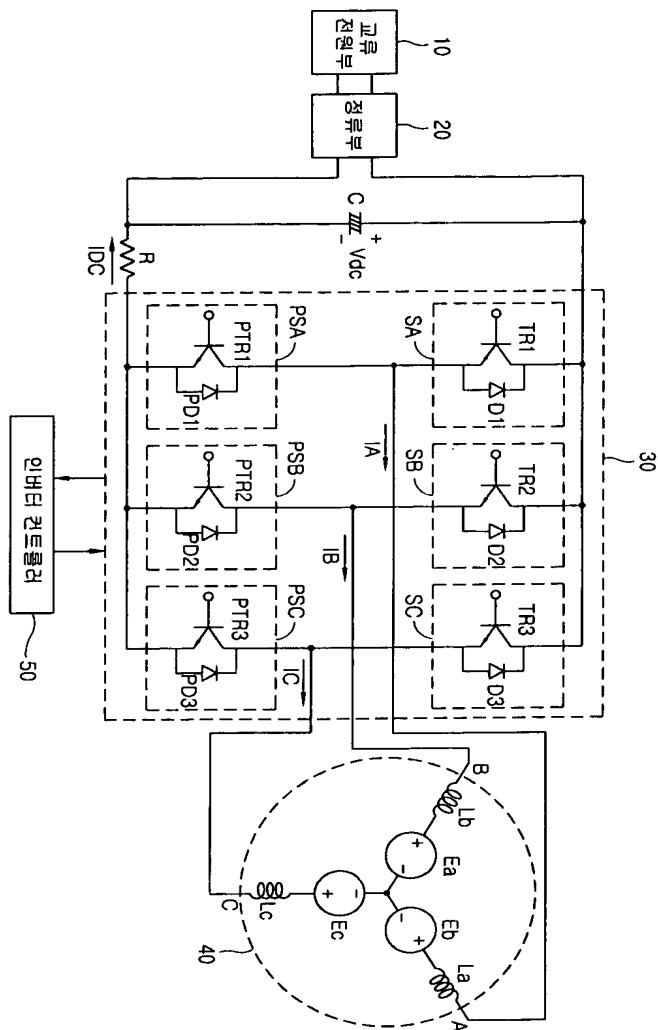 10
교류
전원부
20
정류부
C
+
-
Vdc
R
IDC
30
SA
TR1
D1
SB
TR2
D2
SC
TR3
D3
IA
IB
IC
PSA
PTR1
PD1
PSB
PTR2
PD2
PSC
PTR3
PD3
인버터 컨트롤러
50
B
Lb
+
-
Ea
Eb
-
+
La
A
Ec
-
+
Lc
C
40